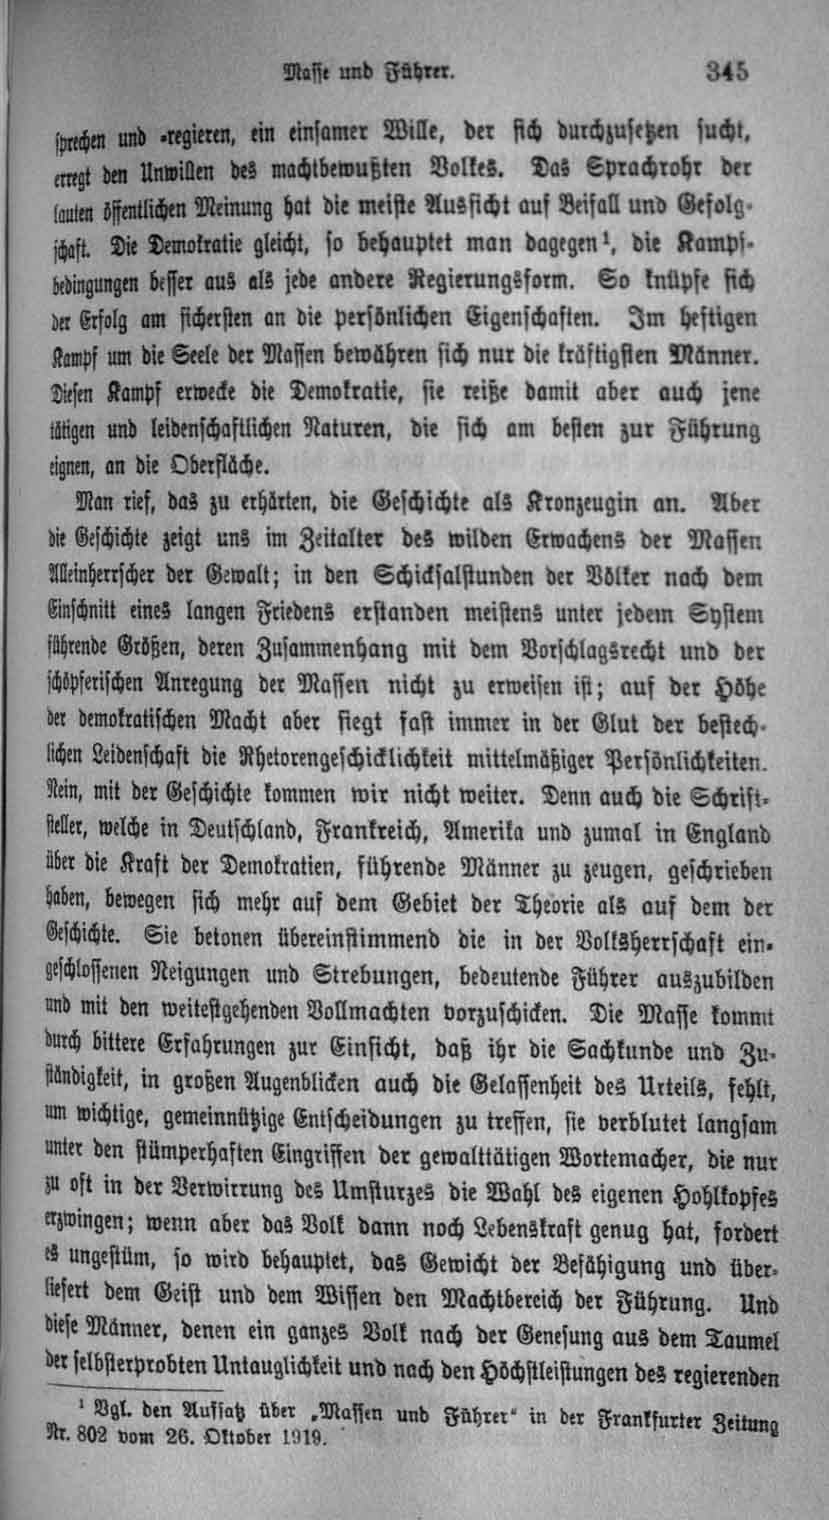 Masse und Führer. 345
sprechen und =regieren, ein einsamer Wille, der sich durchzusetzen sucht,
erregt den Unwillen des machtbewußten Volkes. Das Sprachrohr der
lauten öffentlichen Meinung hat die meiste Aussicht auf Beifall und Gefolg=
schaft. Die Demokratie gleicht, so behauptet man dagegen¹, die Kampf=
bedingungen besser aus als jede andere Regierungsform. So knüpfe sich
der Erfolg am sichersten an die persönlichen Eigenschaften. Im heftigen
Kampf um die Seele der Massen bewähren sich nur die kräftigsten Männer.
Diesen Kampf erwecke die Demokratie, sie reiße damit aber auch jene
tätigen und leidenschaftlichen Naturen, die sich am besten zur Führung
eignen, an die Oberfläche.
Man rief, das zu erhärten, die Geschichte als Kronzeugin an. Aber
die Geschichte zeigt uns im Zeitalter des wilden Erwachens der Massen
Alleinherrscher der Gewalt; in den Schicksalstunden der Völker nach dem
Einschnitt eines langen Friedens erstanden meistens unter jedem System
führende Größen, deren Zusammenhang mit dem Vorschlagsrecht und der
schöpferischen Anregung der Massen nicht zu erweisen ist; auf der Höhe
der demokratischen Macht aber siegt fast immer in der Glut der bestech=
lichen Leidenschaft die Rhetorengeschicklichkeit mittelmäßiger Persönlichkeiten.
Nein, mit der Geschichte kommen wir nicht weiter. Denn auch die Schrift=
steller, welche in Deutschland, Frankreich, Amerika und zumal in England
über die Kraft der Demokratien, führende Männer zu zeugen, geschrieben
haben, bewegen sich mehr auf dem Gebiet der Theorie als auf dem der
Geschichte. Sie betonen übereinstimmend die in der Volksherrschaft ein=
geschlossenen Neigungen und Strebungen, bedeutende Führer auszubilden
und mit den weitestgehenden Vollmachten vorzuschicken. Die Masse kommt
durch bittere Erfahrungen zur Einsicht, daß ihr die Sachkunde und Zu=
ständigkeit, in großen Augenblicken auch die Gelassenheit des Urteils, fehlt,
um wichtige, gemeinnützige Entscheidungen zu treffen, sie verblutet langsam
unter den stümperhaften Eingriffen der gewalttätigen Wortemacher, die nur
zu oft in der Verwirrung des Umsturzes die Wahl des eigenen Hohlkopfes
erzwingen; wenn aber das Volk dann noch Lebenskraft genug hat, fordert
es ungestüm, so wird behauptet, das Gewicht der Befähigung und über=
liefert dem Geist und dem Wissen den Machtbereich der Führung. Und
diese Männer, denen ein ganzes Volk nach der Genesung aus dem Taumel
der selbsterprobten Untauglichkeit und nach den Höchstleistungen des regierenden
¹ Vgl. den Aufsatz über „Massen und Führer“ in der Frankfurter Zeitung
Nr. 802 vom 26. Oktober 1919.